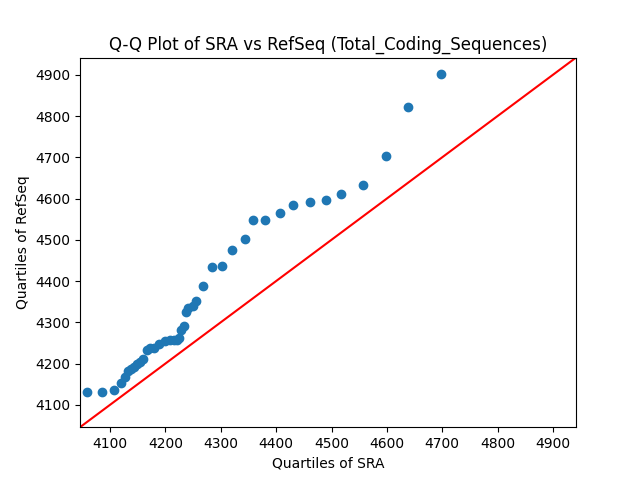 Q-Q Plot of SRA vs RefSeq (Total_Coding_Sequences)
Quartiles of RefSeq
4900
4800
4700
4600
4500
4400
4300
4200
4100
4100 4200 4300 4400 4500 4600 4700 4800 4900
Quartiles of SRA